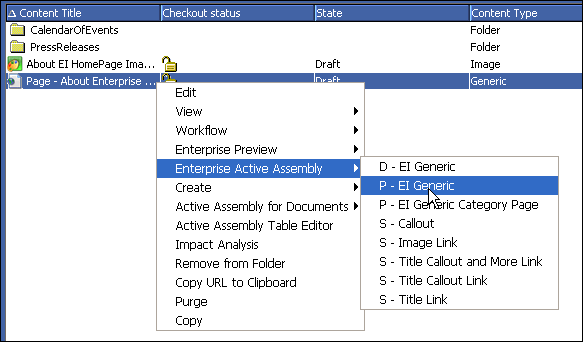 Content Title Checkout status State Content Type
CalendarOfEvents Folder
PressReleases Folder
About EI HomePage Ima... Draft Image
Page - About Enterprise ... Draft Generic
Edit
View
Workflow
Enterprise Preview
Enterprise Active Assembly
Create
Active Assembly for Documents
Active Assembly Table Editor
Impact Analysis
Remove from Folder
Copy URL to Clipboard
Purge
Copy
D - EI Generic
P - EI Generic
P - EI Generic Category Page
S - Callout
S - Image Link
S - Title Callout and More Link
S - Title Callout Link
S - Title Link